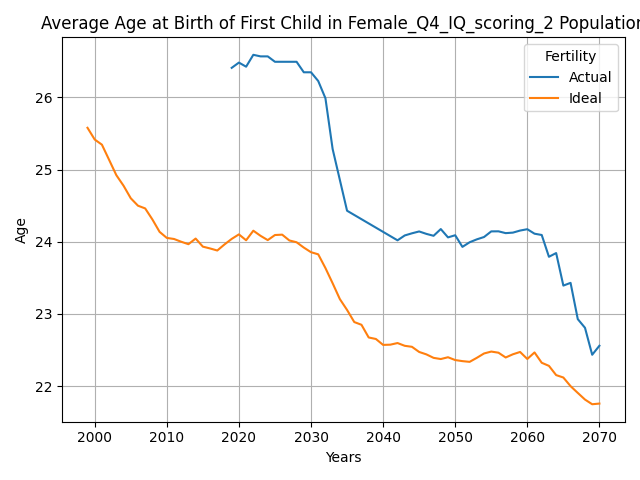 Average Age at Birth of First Child in Female_Q4_IQ_scoring_2 Population
Fertility
Actual
Ideal
Age
26
25
24
23
22
2000 2010 2020 2030 2040 2050 2060 2070
Years